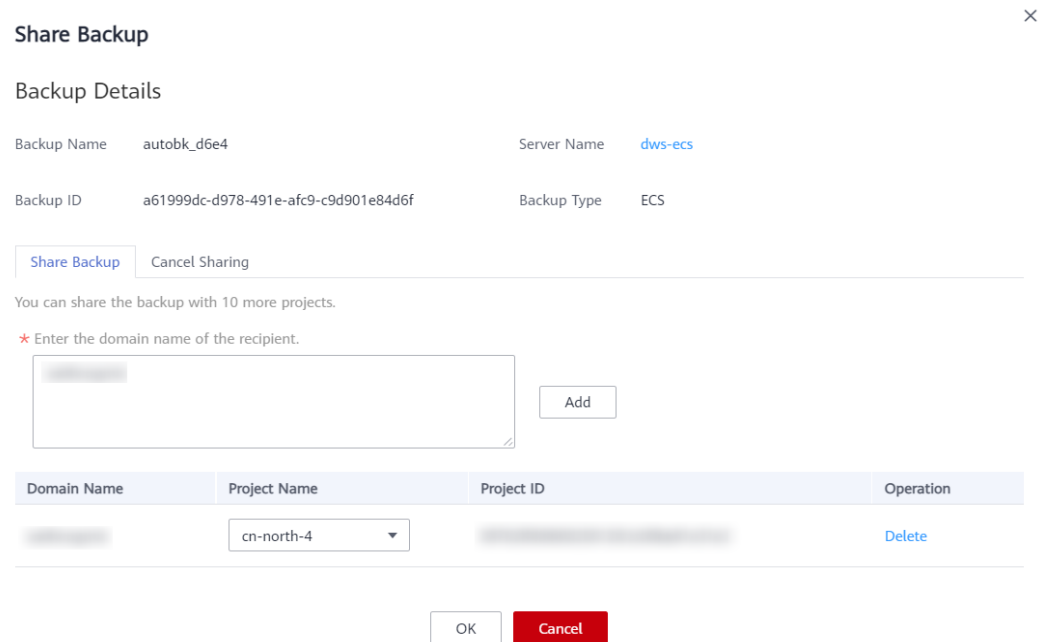 Share Backup
Backup Details
Backup Name autobk_d6e4 Server Name dws-ecs
Backup ID a61999dc-d978-491e-afc9-c9d901e84d6f Backup Type ECS
Share Backup Cancel Sharing
You can share the backup with 10 more projects.
* Enter the domain name of the recipient.
Add
Domain Name Project Name Project ID Operation
cn-north-4 Delete
OK Cancel